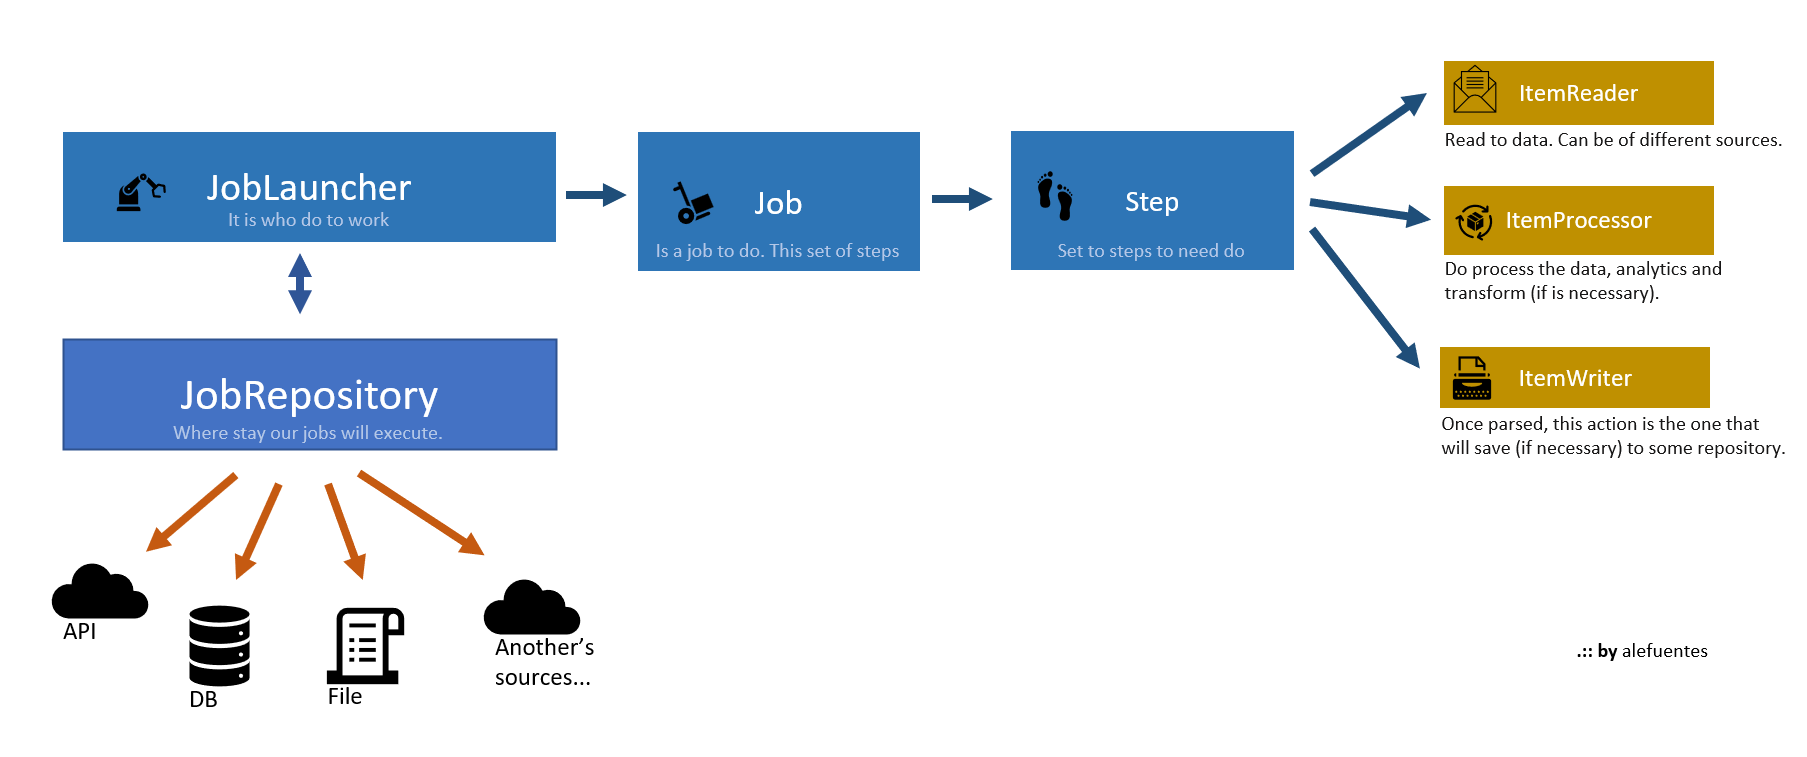 JobLauncher
It is who do to work
Job
Is a job to do. This set of steps
Step
Set to steps to need do
ItemReader
Read to data. Can be of different sources.
ItemProcessor
Do process the data, analytics and
transform (if is necessary).
ItemWriter
Once parsed, this action is the one that
will save (if necessary) to some repository.
JobRepository
Where stay our jobs will execute.
API
DB
File
Another’s
sources...
.:: by alefuentes